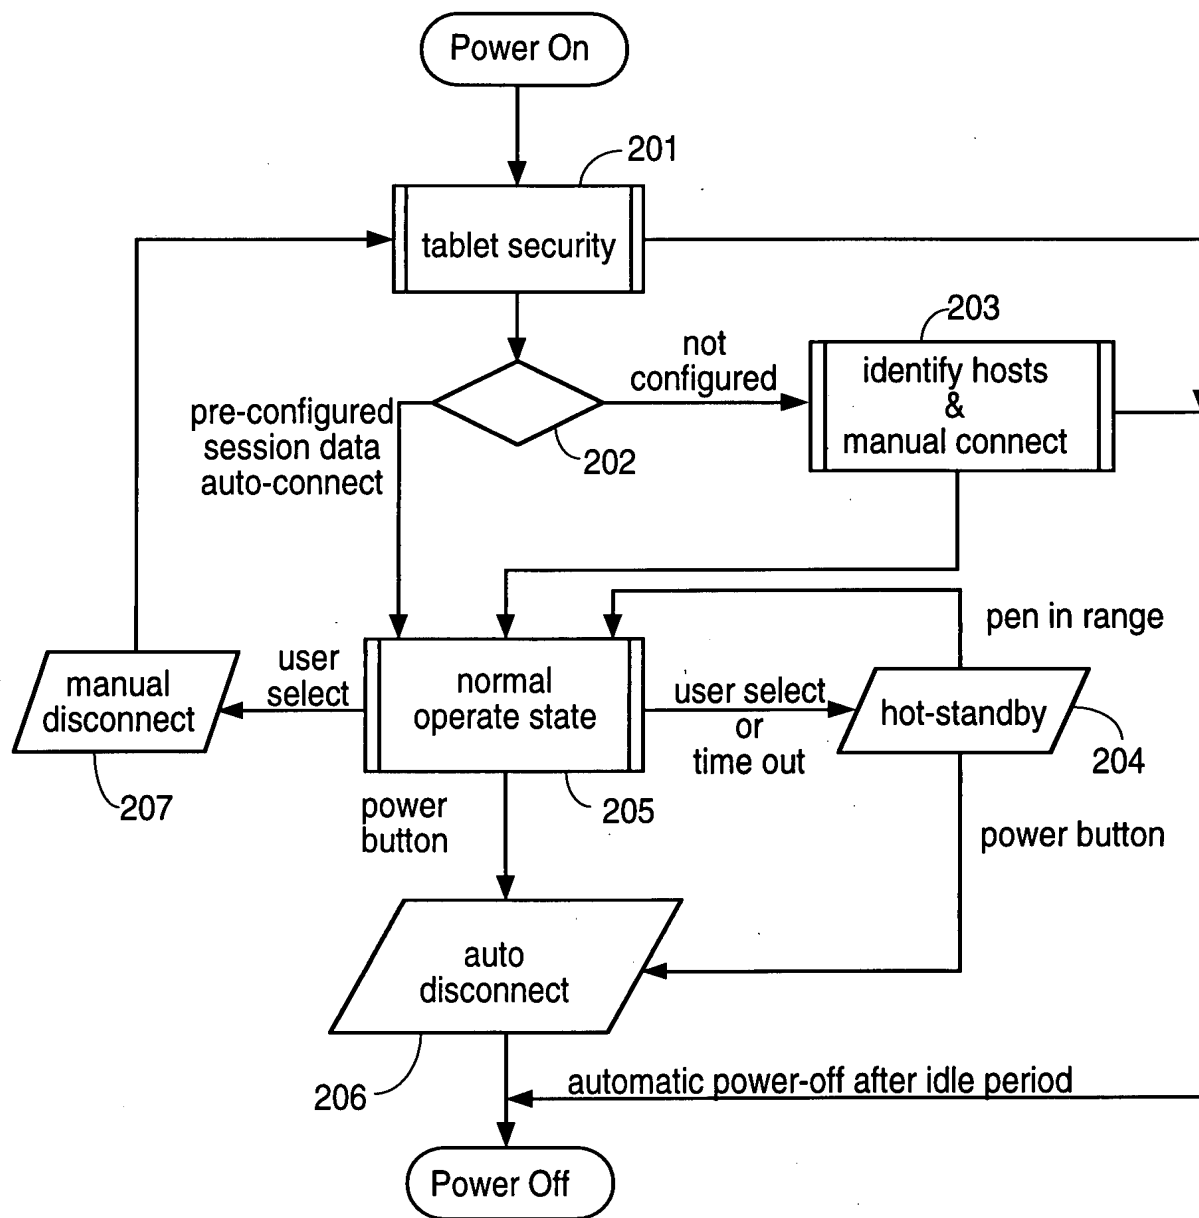 Power On
201
tablet security
203
not
configured
identify hosts
&
manual connect
pre-configured
session data
auto-connect
202
pen in range
manual
disconnect
user
select
normal
operate state
user select
or
time out
hot-standby
204
207
power
button
205
power button
auto
disconnect
206
automatic power-off after idle period
Power Off